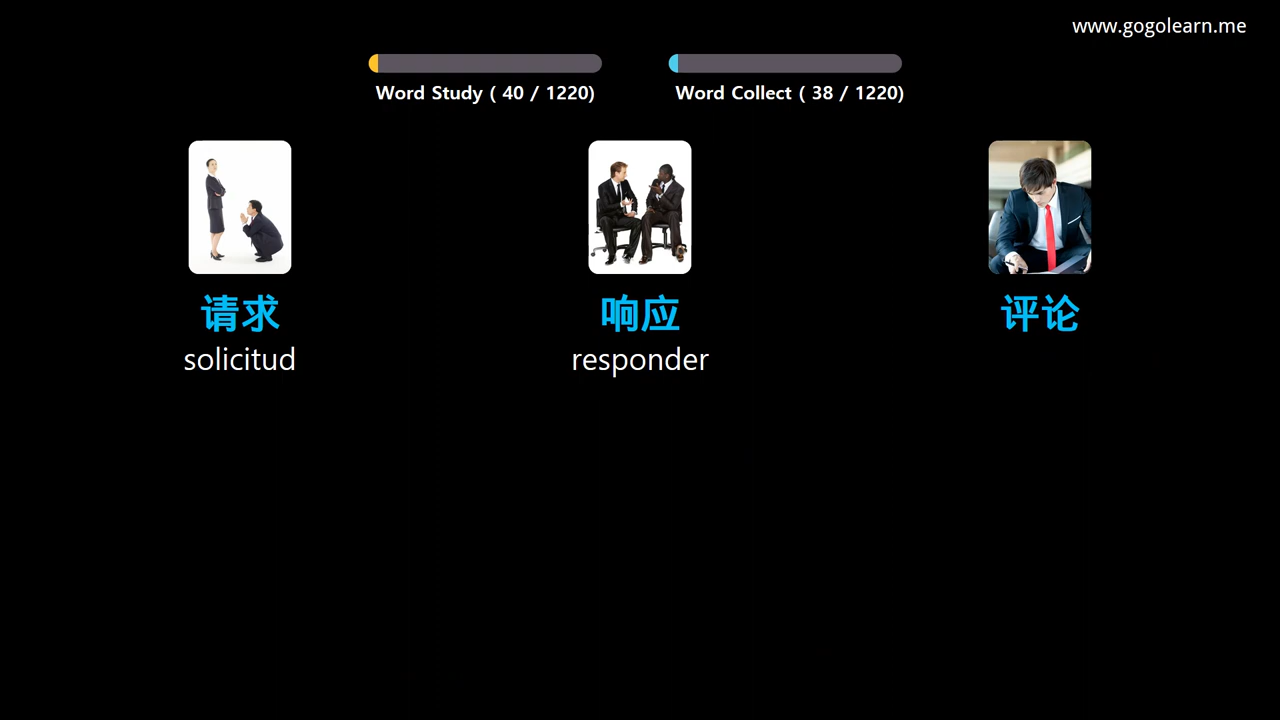 www.gogolearn.me
Word Study ( 40 / 1220)
Word Collect ( 38 / 1220)
请求
响应
评论
solicitud
responder